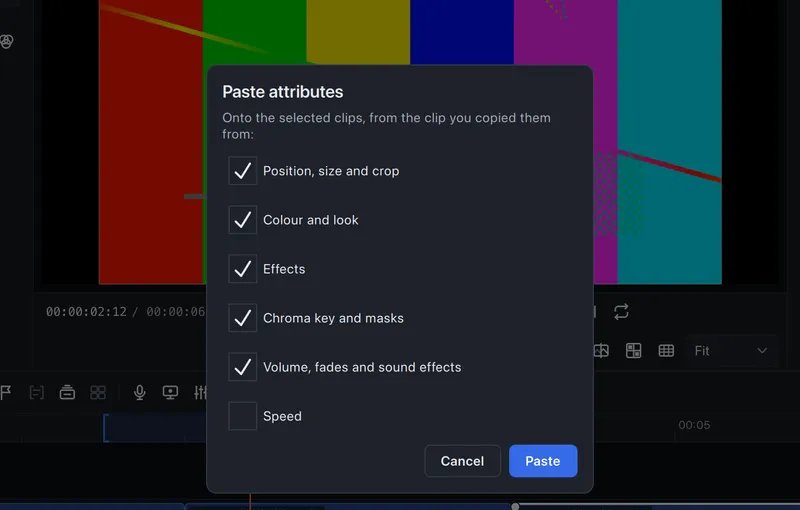 Paste attributes
Onto the selected clips, from the clip you copied them
from:
Position, size and crop
Colour and look
Effects
Chroma key and masks
Volume, fades and sound effects
Speed
Cancel
Paste
00:00:02:12 / 00:00:06
Fit
00:05